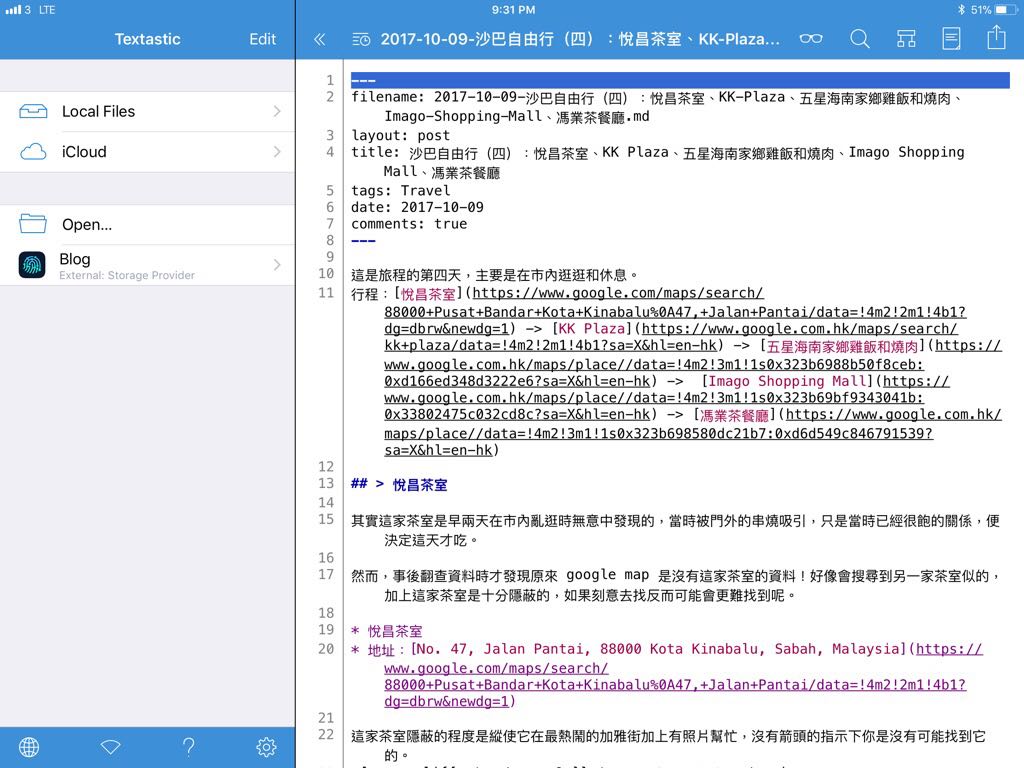 3 LTE
9:31 PM
51%
Textastic
Edit
2017-10-09-沙巴自由行（四）：悅昌茶室、KK-Plaza...
Local Files
iCloud
Open...
Blog
External: Storage Provider
1 ---
2 filename: 2017-10-09-沙巴自由行（四）：悅昌茶室、KK-Plaza、五星海南家鄉雞飯和燒肉、
Imago-Shopping-Mall、馮業茶餐廳.md
3 layout: post
4 title: 沙巴自由行（四）：悅昌茶室、KK Plaza、五星海南家鄉雞飯和燒肉、Imago Shopping
Mall、馮業茶餐廳
5 tags: Travel
6 date: 2017-10-09
7 comments: true
8 ---
9
10 這是旅程的第四天，主要是在市內逛逛和休息。
11 行程：[悅昌茶室](https://www.google.com/maps/search/
88000+Pusat+Bandar+Kota+Kinabalu%0A47,+Jalan+Pantai/data=!4m2!2m1!4b1?
dg=dbrw&newdg=1) -> [KK Plaza](https://www.google.com.hk/maps/search/
kk+plaza/data=!4m2!2m1!4b1?sa=X&hl=en-hk) -> [五星海南家鄉雞飯和燒肉](https://
www.google.com.hk/maps/place//data=!4m2!3m1!1s0x323b6988b50f8ceb:
0xd166ed348d3222e6?sa=X&hl=en-hk) ->  [Imago Shopping Mall](https://
www.google.com.hk/maps/place//data=!4m2!3m1!1s0x323b69bf9343041b:
0x33802475c032cd8c?sa=X&hl=en-hk) -> [馮業茶餐廳](https://www.google.com.hk/
maps/place//data=!4m2!3m1!1s0x323b698580dc21b7:0xd6d549c846791539?
sa=X&hl=en-hk)
12
13 ## > 悅昌茶室
14
15 其實這家茶室是早兩天在市內亂逛時無意中發現的，當時被門外的串燒吸引，只是當時已經很飽的關係，便
決定這天才吃。
16
17 然而，事後翻查資料時才發現原來 google map 是沒有這家茶室的資料！好像會搜尋到另一家茶室似的，
加上這家茶室是十分隱蔽的，如果刻意去找反而可能會更難找到呢。
18
19 * 悅昌茶室
20 * 地址：[No. 47, Jalan Pantai, 88000 Kota Kinabalu, Sabah, Malaysia](https://
www.google.com/maps/search/
88000+Pusat+Bandar+Kota+Kinabalu%0A47,+Jalan+Pantai/data=!4m2!2m1!4b1?
dg=dbrw&newdg=1)
21
22 這家茶室隱蔽的程度是縱使它在最熱鬧的加雅街加上有照片幫忙，沒有箭頭的指示下你是沒有可能找到它
的。